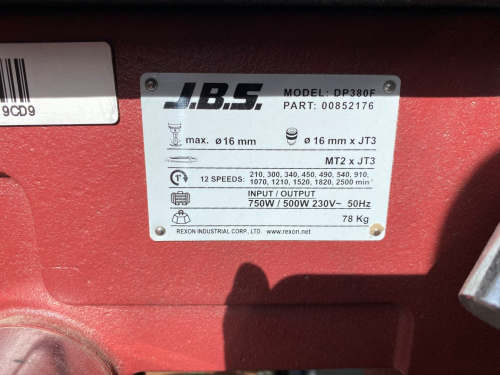 9CD9
J.B.S.
MODEL: DP380F
PART: 00852176
max. ø16 mm
ø 16 mm x JT3
MT2 x JT3
1"
12 SPEEDS: 210, 300, 340, 450, 490, 540, 910,
1070, 1210, 1520, 1820, 2500 min⁻¹
INPUT / OUTPUT
750W / 500W 230V~ 50Hz
78 Kg
REXON INDUSTRIAL CORP., LTD. www.rexon.net